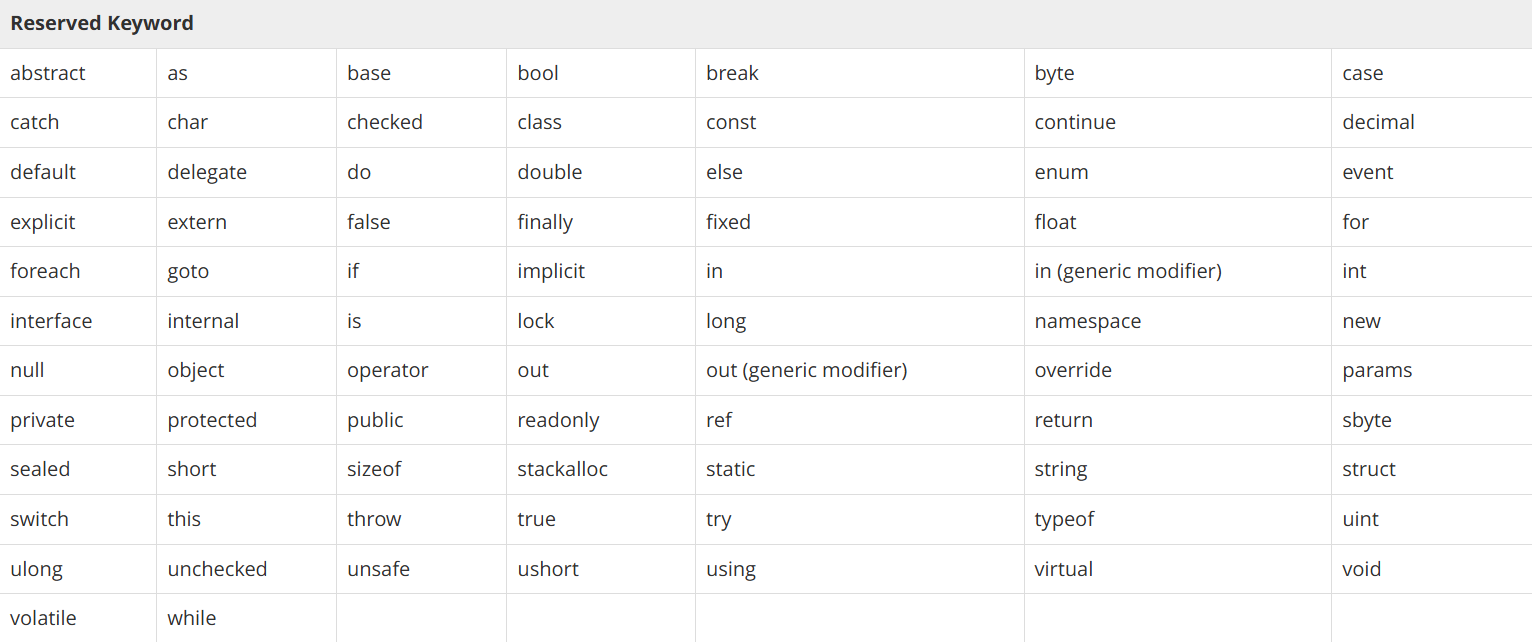 Reserved Keyword
abstract as base bool break byte case
catch char checked class const continue decimal
default delegate do double else enum event
explicit extern false finally fixed float for
foreach goto if implicit in in (generic modifier) int
interface internal is lock long namespace new
null object operator out out (generic modifier) override params
private protected public readonly ref return sbyte
sealed short sizeof stackalloc static string struct
switch this throw true try typeof uint
ulong unchecked unsafe ushort using virtual void
volatile while